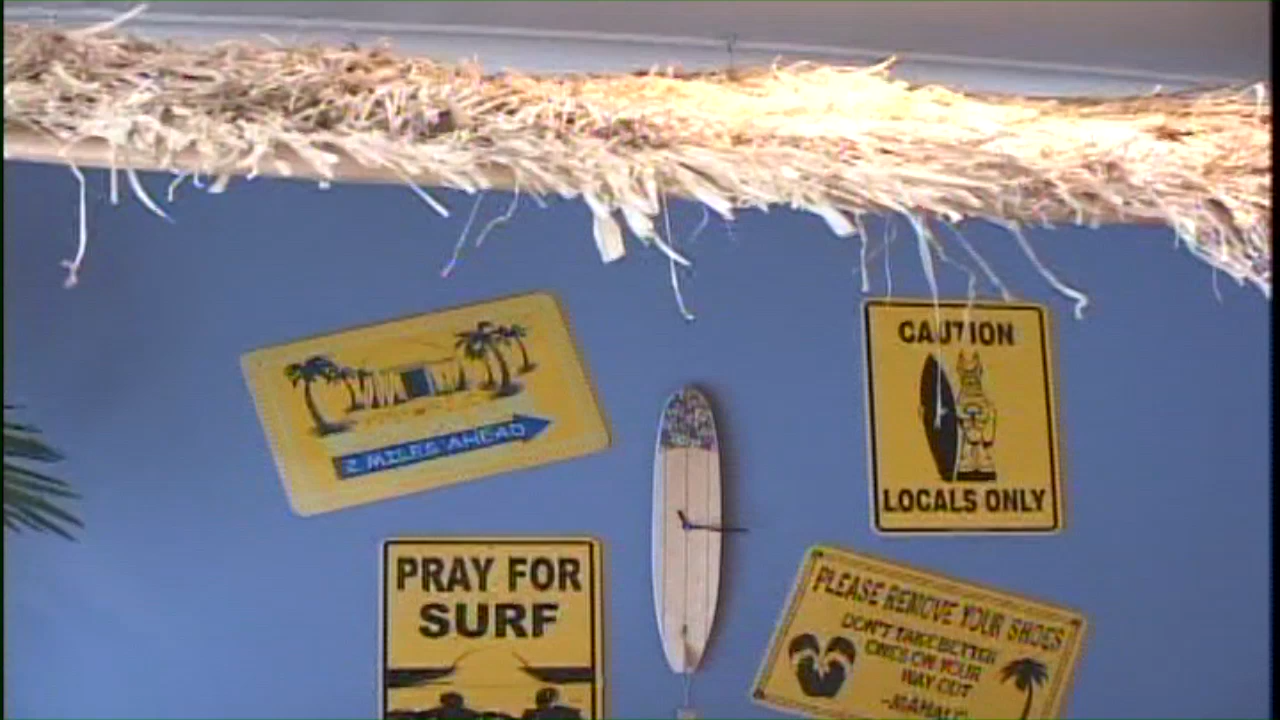 2 MILES AHEAD
CAUTION
LOCALS ONLY
PRAY FOR
SURF
PLEASE REMOVE YOUR SHOES
DON'T TAKE BETTER
ONES ON YOUR
WAY OUT
-MAHALO